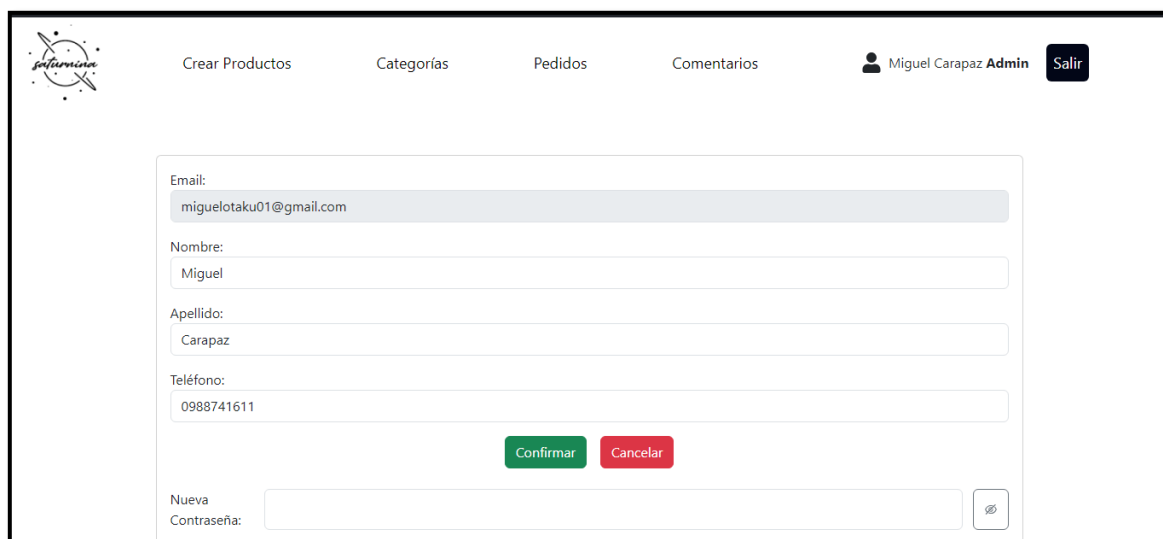 saturnina
Crear Productos Categorías Pedidos Comentarios Miguel Carapaz Admin Salir
Email:
miguelotaku01@gmail.com
Nombre:
Miguel
Apellido:
Carapaz
Teléfono:
0988741611
Confirmar Cancelar
Nueva
Contraseña: